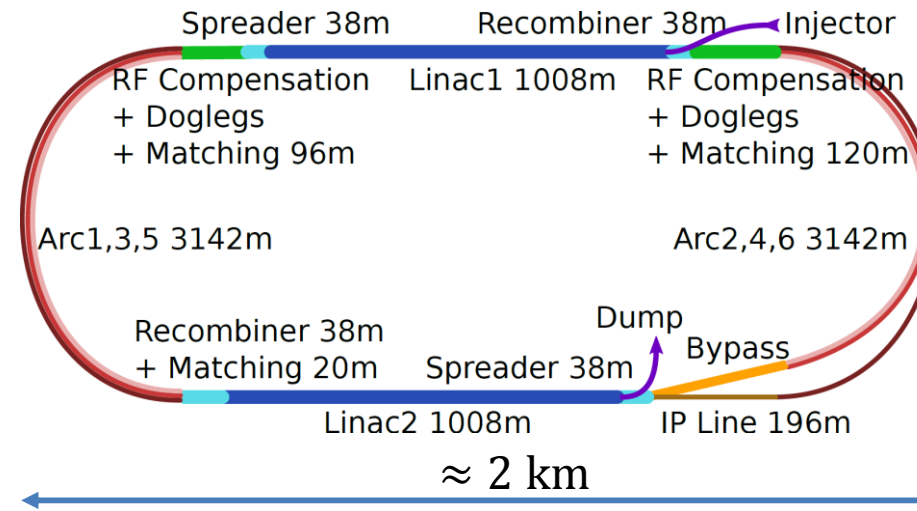 Spreader 38m
Recombiner 38m
Injector
RF Compensation
+ Doglegs
+ Matching 96m
Linac1 1008m
RF Compensation
+ Doglegs
+ Matching 120m
Arc1,3,5 3142m
Arc2,4,6 3142m
Recombiner 38m
+ Matching 20m
Spreader 38m
Dump
Bypass
Linac2 1008m
IP Line 196m
≈ 2 km